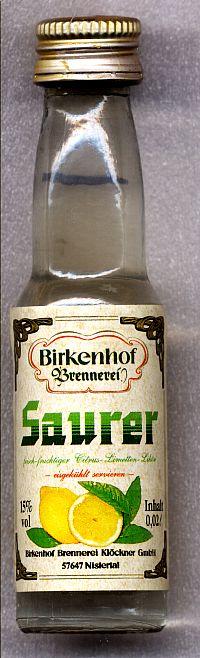 Birkenhof
Brennerei
Saurer
frisch-fruchtiger Citrus-Limetten-Likör
– eisgekühlt servieren –
15% Inhalt
vol 0,02 l
Birkenhof Brennerei Klöckner GmbH
57647 Nistertal